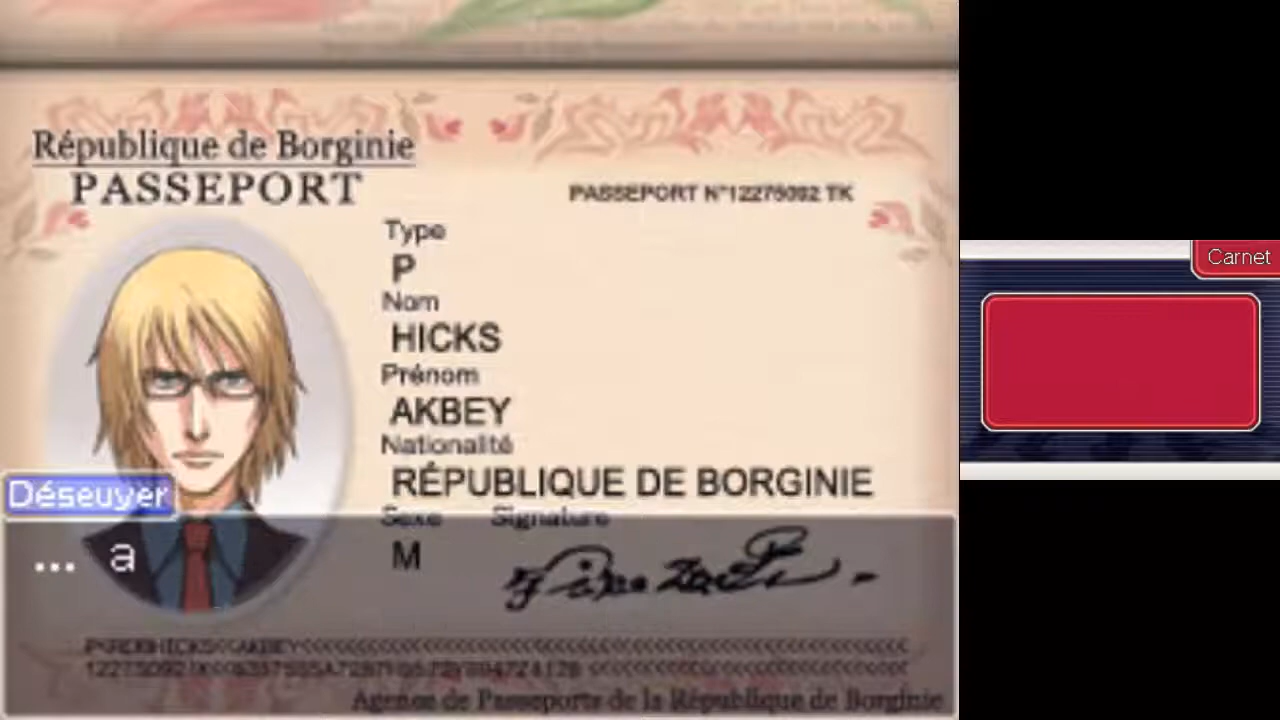 République de Borginie
PASSEPORT
PASSEPORT N°12275092 TK
Carnet
Type
P
Nom
HICKS
Prénom
AKBEY
Nationalité
RÉPUBLIQUE DE BORGINIE
Déseuyer
Sexe Signature
... a
M
Agence de Passeports de la République de Borginie